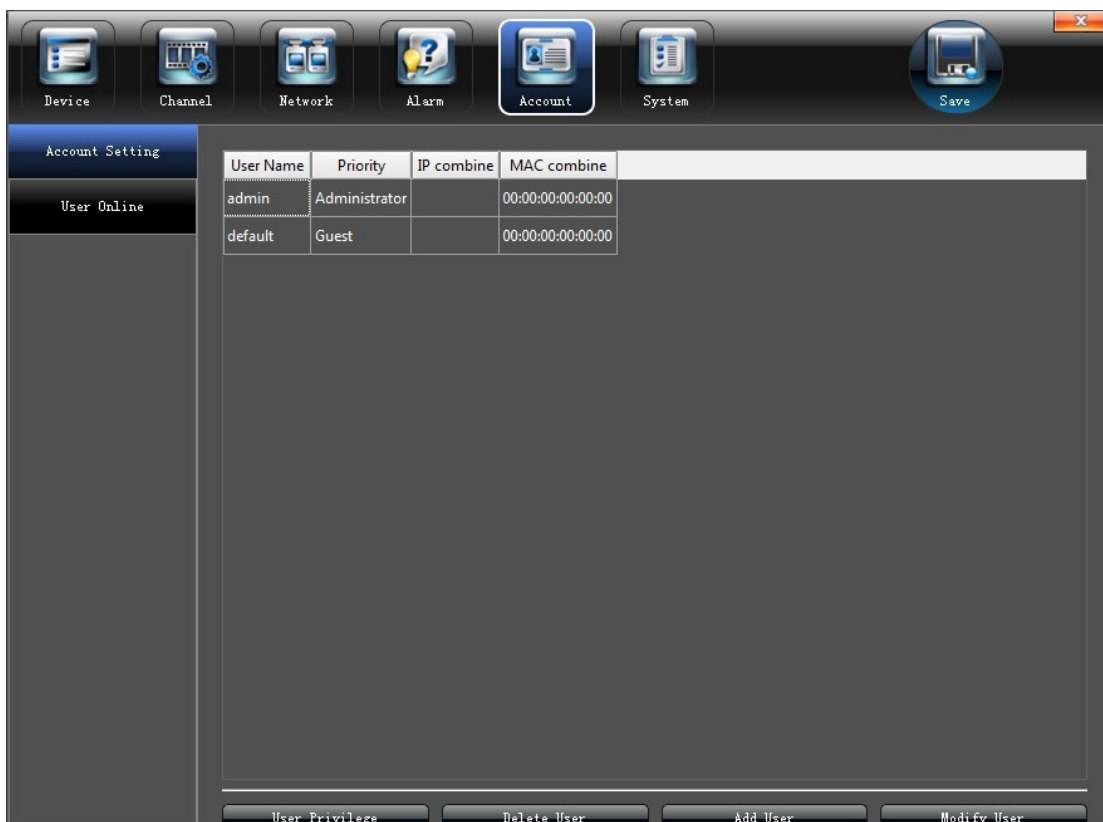 Device Channel Network Alarm Account System Save
Account Setting
User Online
User Name Priority IP combine MAC combine
admin Administrator 00:00:00:00:00:00
default Guest 00:00:00:00:00:00
User Privilege Delete User Add User Modify User